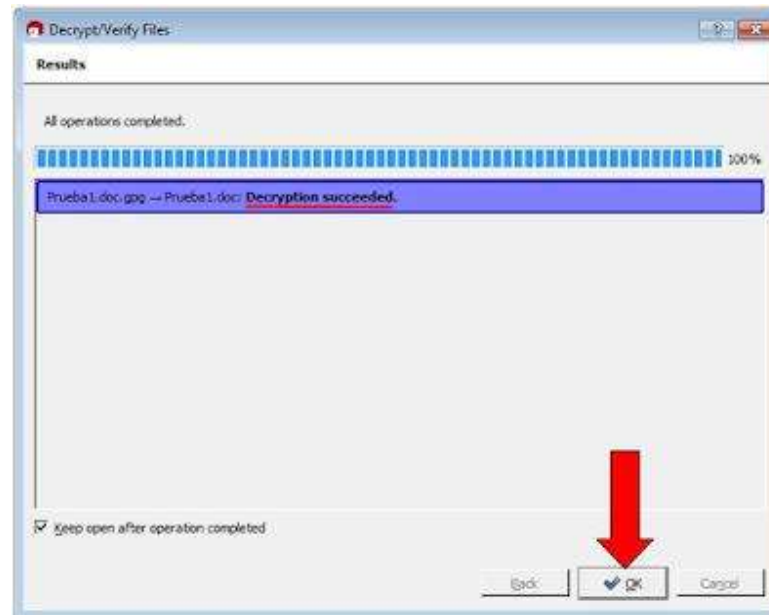 Decrypt/Verify Files
Results
All operations completed.
100%
Prueba1.doc.gpg → Prueba1.doc: Decryption succeeded.
Keep open after operation completed
Back
OK
Cancel